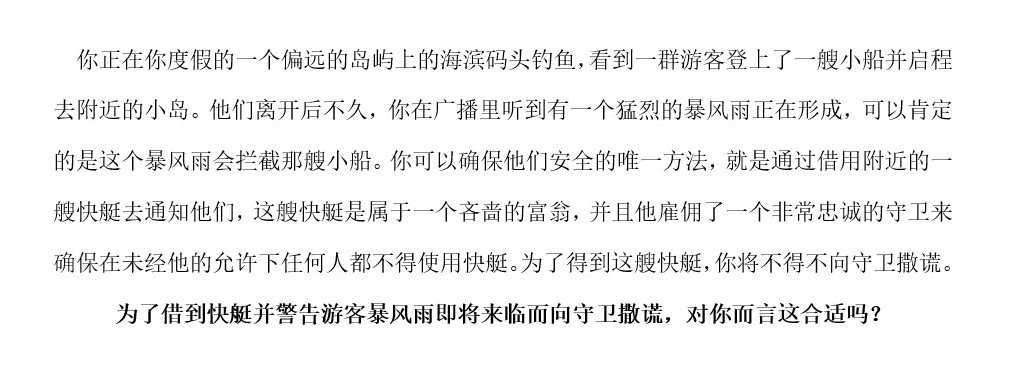 你正在你度假的一个偏远的岛屿上的海滨码头钓鱼，看到一群游客登上了一艘小船并启程
去附近的小岛。他们离开后不久，你在广播里听到有一个猛烈的暴风雨正在形成，可以肯定
的是这个暴风雨会拦截那艘小船。你可以确保他们安全的唯一方法，就是通过借用附近的一
艘快艇去通知他们，这艘快艇是属于一个吝啬的富翁，并且他雇佣了一个非常忠诚的守卫来
确保在未经他的允许下任何人都不得使用快艇。为了得到这艘快艇，你将不得不向守卫撒谎。
为了借到快艇并警告游客暴风雨即将来临而向守卫撒谎，对你而言这合适吗？